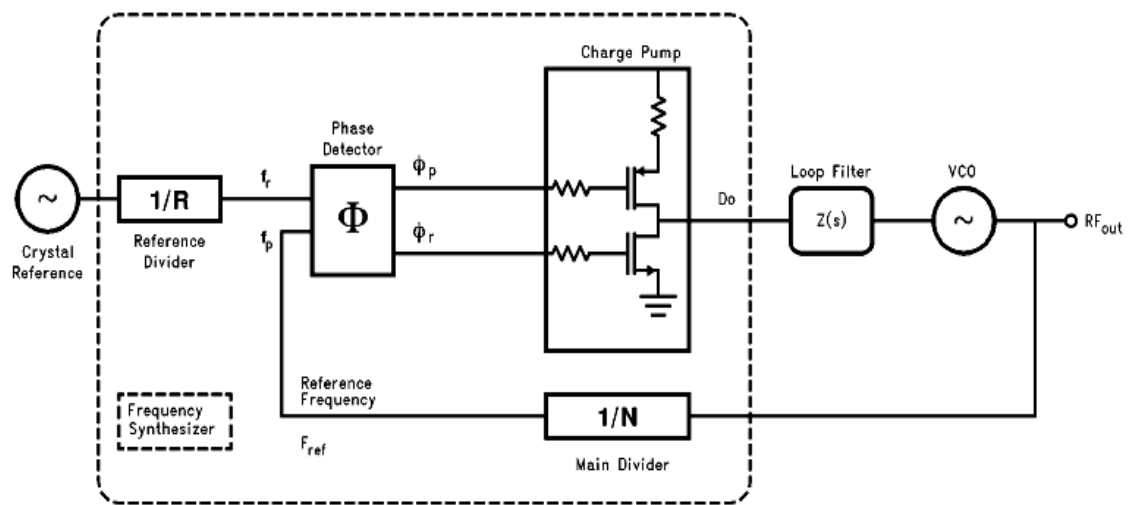 Charge Pump
Phase
Detector
ϕp
fr
1/R
Φ
Do
Loop Filter
VCO
~
Z(s)
~
RFout
fp
ϕr
Crystal
Reference
Reference
Divider
Reference
Frequency
Fref
1/N
Main Divider
Frequency
Synthesizer